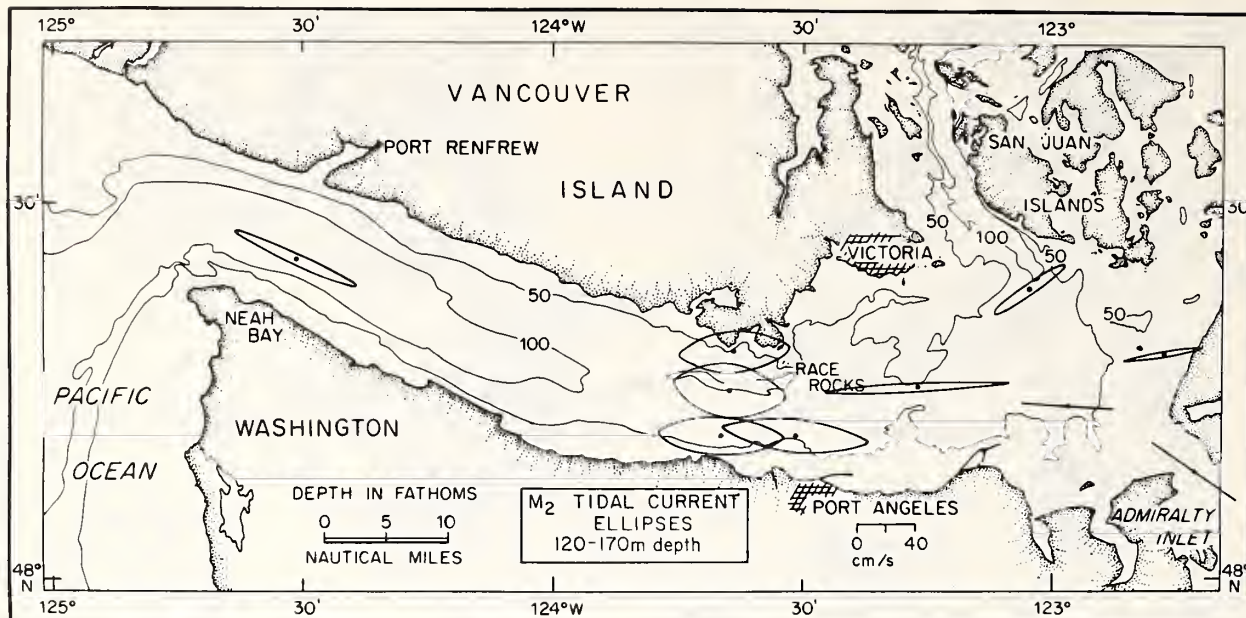 125°
30'
124°W
30'
123°
VANCOUVER
PORT RENFREW
ISLAND
SAN JUAN
ISLANDS
30'
30'
50
100
50
VICTORIA
50
NEAH
BAY
50
100
RACE
ROCKS
PACIFIC
OCEAN
WASHINGTON
DEPTH IN FATHOMS
0 5 10
NAUTICAL MILES
M₂ TIDAL CURRENT
ELLIPSES
120-170m depth
PORT ANGELES
0 40
cm/s
ADMIRALTY
INLET
48°
N
48°
N
125°
30'
124°
30'
123°